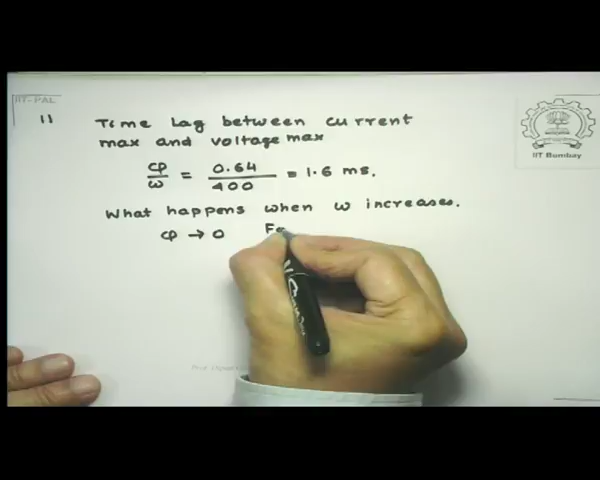 IIT-PAL
11
Time lag between current
max and voltage max
φ/ω = 0.64/400 = 1.6 ms.
What happens when ω increases.
φ → 0
IIT Bombay